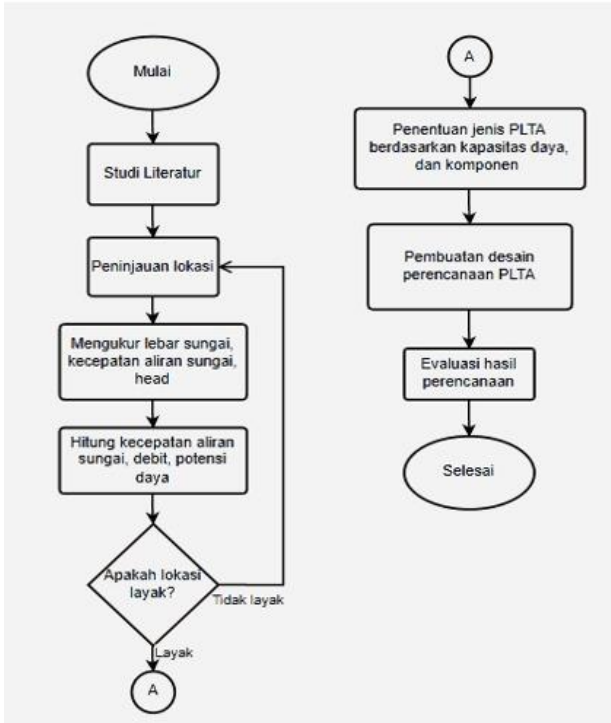 Mulai
Studi Literatur
Peninjauan lokasi
Mengukur lebar sungai,
kecepatan aliran sungai,
head
Hitung kecepatan aliran
sungai, debit, potensi
daya
Apakah lokasi
layak?
Tidak layak
Layak
A
A
Penentuan jenis PLTA
berdasarkan kapasitas daya,
dan komponen
Pembuatan desain
perencanaan PLTA
Evaluasi hasil
perencanaan
Selesai